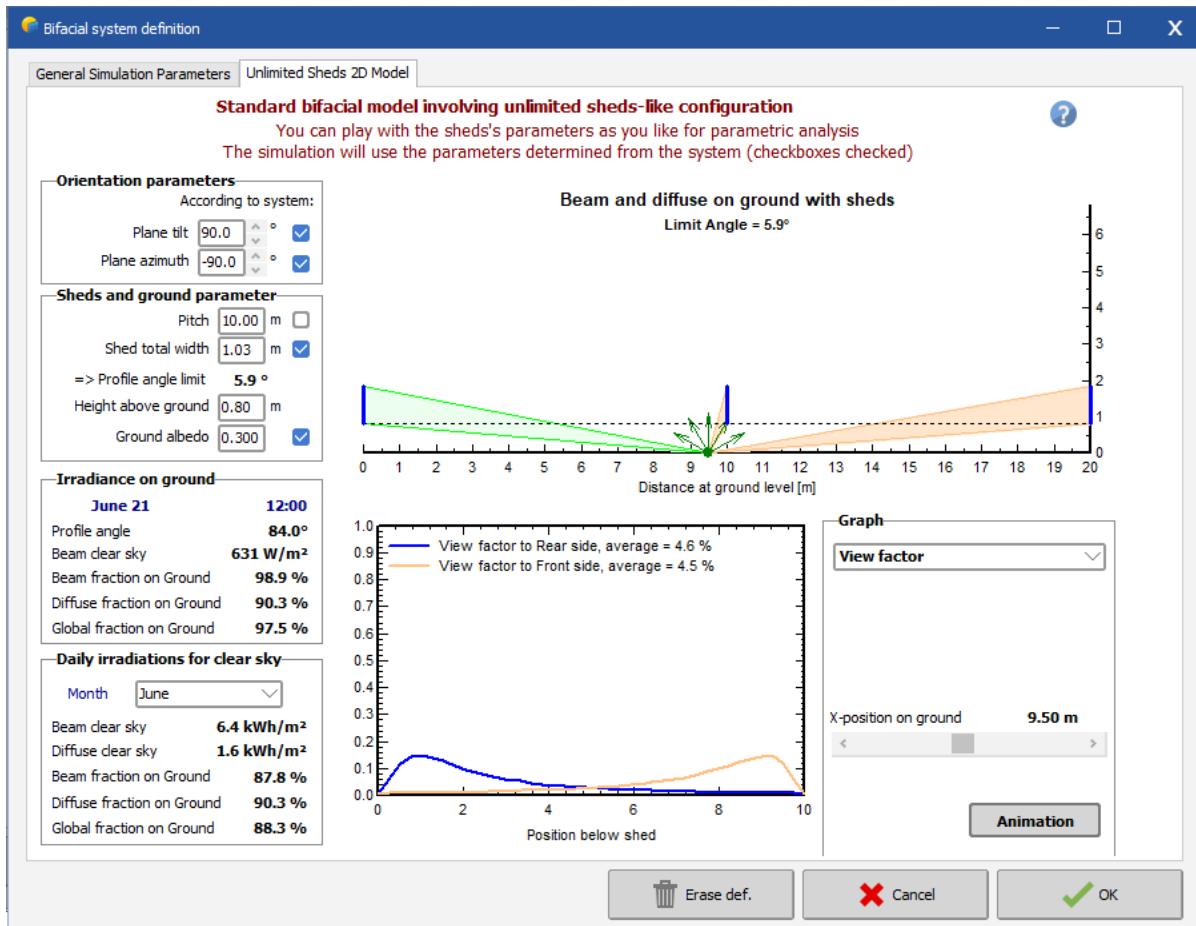 Bifacial system definition
General Simulation Parameters
Unlimited Sheds 2D Model
Standard bifacial model involving unlimited sheds-like configuration
You can play with the sheds's parameters as you like for parametric analysis
The simulation will use the parameters determined from the system (checkboxes checked)
?
Orientation parameters
According to system:
Plane tilt 90.0 °
Plane azimuth -90.0 °
Sheds and ground parameter
Pitch 10.00 m
Shed total width 1.03 m
=> Profile angle limit 5.9 °
Height above ground 0.80 m
Ground albedo 0.300
Irradiance on ground
June 21 12:00
Profile angle 84.0°
Beam clear sky 631 W/m²
Beam fraction on Ground 98.9 %
Diffuse fraction on Ground 90.3 %
Global fraction on Ground 97.5 %
Daily irradiations for clear sky
Month June
Beam clear sky 6.4 kWh/m²
Diffuse clear sky 1.6 kWh/m²
Beam fraction on Ground 87.8 %
Diffuse fraction on Ground 90.3 %
Global fraction on Ground 88.3 %
Beam and diffuse on ground with sheds
Limit Angle = 5.9°
6
5
4
3
2
1
0
0 1 2 3 4 5 6 7 8 9 10 11 12 13 14 15 16 17 18 19 20
Distance at ground level [m]
1.0
0.9
0.8
0.7
0.6
0.5
0.4
0.3
0.2
0.1
0.0
View factor to Rear side, average = 4.6 %
View factor to Front side, average = 4.5 %
0 2 4 6 8 10
Position below shed
Graph
View factor
X-position on ground 9.50 m
Animation
Erase def.
Cancel
OK